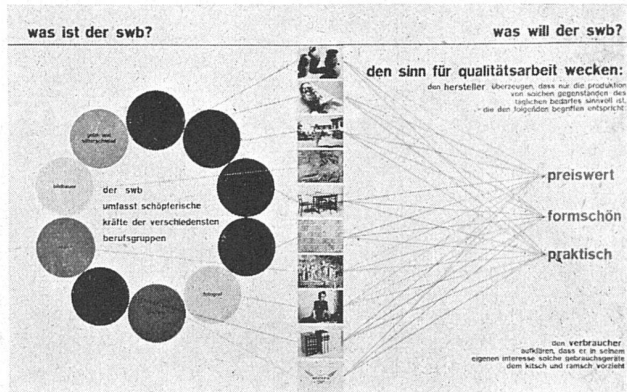 was ist der swb?
was will der swb?
den sinn für qualitätsarbeit wecken:
den hersteller überzeugen, dass nur die produktion
von solchen gegenständen des
täglichen bedarfes sinnvoll ist,
die den folgenden begriffen entspricht:
gold- und
silberschmied
bildhauer
der swb
umfasst schöpferische
kräfte der verschiedensten
berufsgruppen
fotograf
preiswert
formschön
praktisch
den verbraucher
aufklären, dass er in seinem
eigenen interesse solche gebrauchsgeräte
dem kitsch und ramsch vorzieht